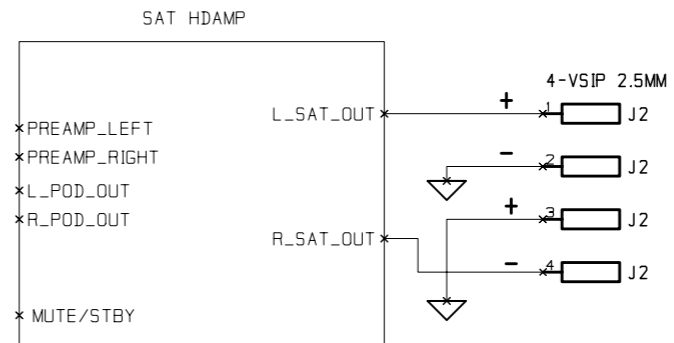 SAT HDAMP
4-VSIP 2.5MM
L_SAT_OUT + 1 J2
PREAMP_LEFT
PREAMP_RIGHT
- 2 J2
L_POD_OUT
R_POD_OUT
+ 3 J2
R_SAT_OUT
- 4 J2
MUTE/STBY